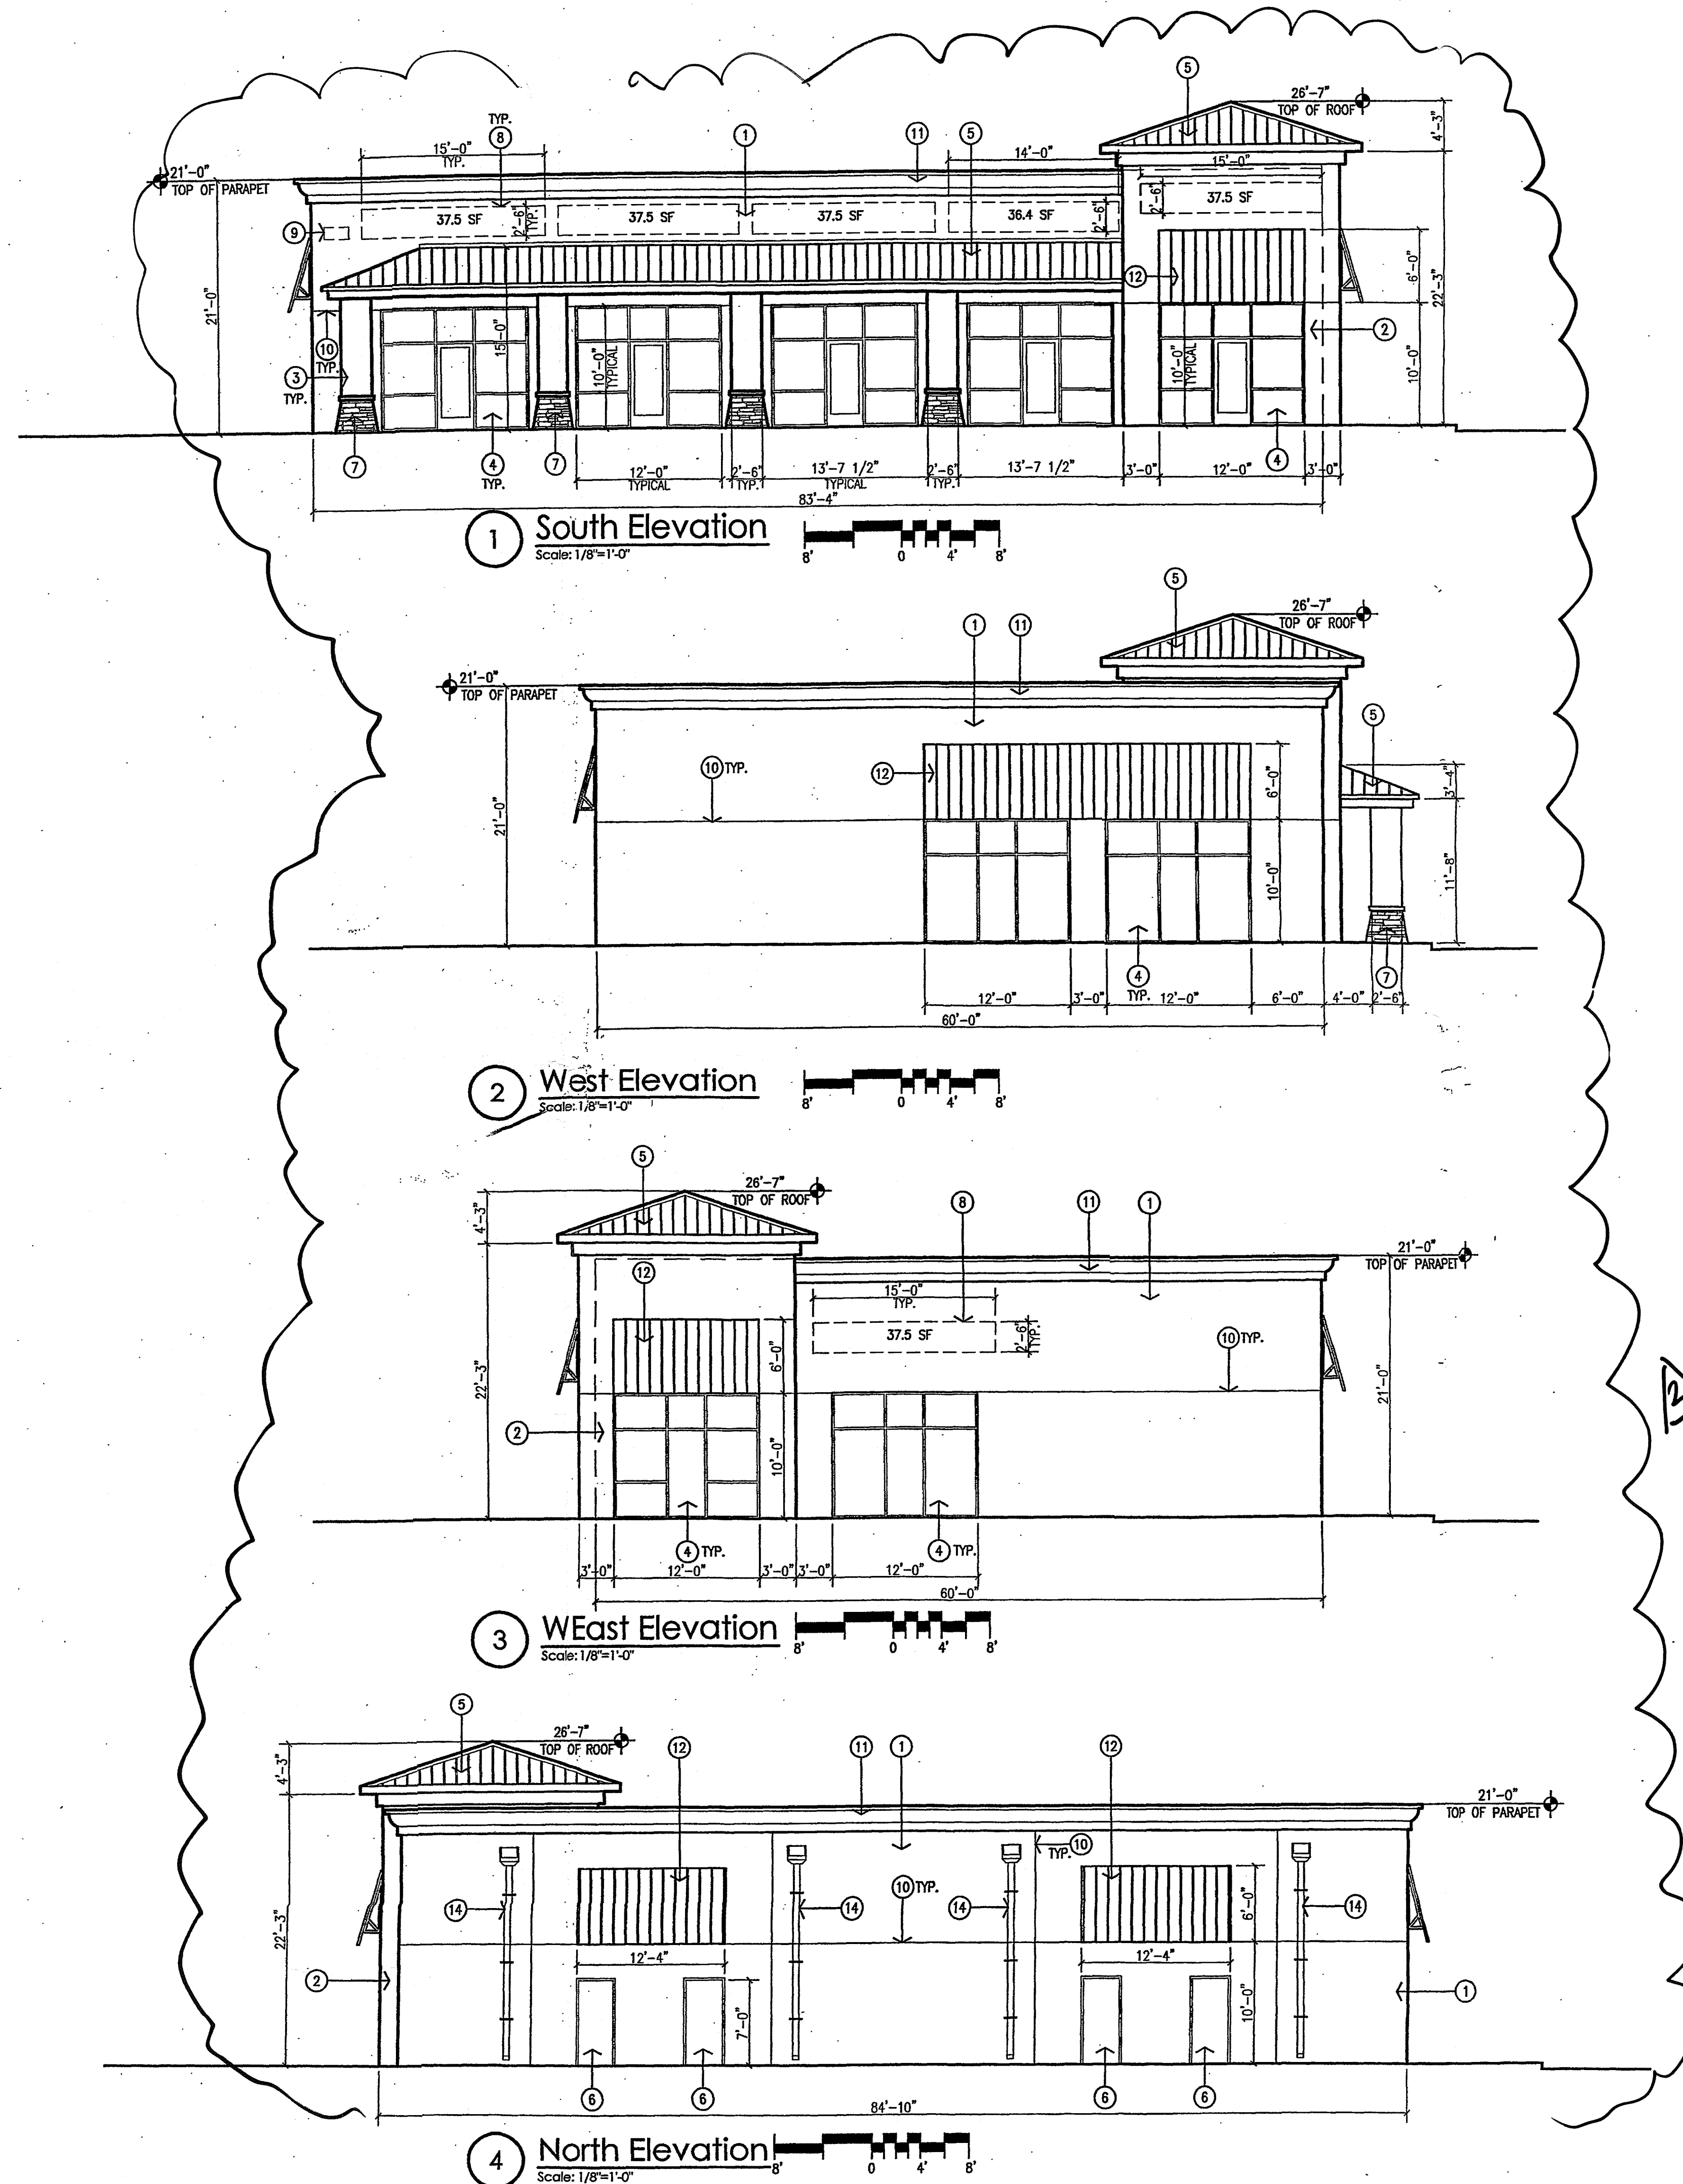 5
26'-7"
TOP OF ROOF
4'-3"
TYP.
8
1
11
5
15'-0"
TYP.
14'-0"
15'-0"
21'-0"
TOP OF PARAPET
37.5 SF
2'-6"
TYP.
37.5 SF
37.5 SF
36.4 SF
2'-6"
2'-6"
37.5 SF
9
12
6'-0"
22'-3"
21'-0"
10
TYP.
3
TYP.
15'-0"
10'-0"
TYPICAL
10'-0"
TYPICAL
2
10'-0"
7
4
TYP.
7
4
12'-0"
TYPICAL
2'-6"
TYP.
13'-7 1/2"
TYPICAL
2'-6"
TYP.
13'-7 1/2"
3'-0"
12'-0"
3'-0"
83'-4"
1 South Elevation
Scale: 1/8"=1'-0"
8' 0 4' 8'
5
26'-7"
TOP OF ROOF
1
11
21'-0"
TOP OF PARAPET
5
10 TYP.
12
6'-0"
3'-4"
21'-0"
10'-0"
11'-8"
4
TYP.
7
12'-0"
3'-0"
12'-0"
6'-0"
4'-0"
2'-6"
60'-0"
2 West Elevation
Scale: 1/8"=1'-0"
8' 0 4' 8'
5
26'-7"
TOP OF ROOF
4'-3"
8
11
1
21'-0"
TOP OF PARAPET
12
15'-0"
TYP.
37.5 SF
2'-6"
TYP.
10 TYP.
6'-0"
22'-3"
21'-0"
2
2
10'-0"
4 TYP.
4 TYP.
3'-0"
12'-0"
3'-0"
3'-0"
12'-0"
60'-0"
3 WEast Elevation
Scale: 1/8"=1'-0"
8' 0 4' 8'
5
26'-7"
TOP OF ROOF
4'-3"
12
11
1
12
21'-0"
TOP OF PARAPET
10
TYP.
10 TYP.
14
14
14
14
6'-0"
22'-3"
12'-4"
12'-4"
2
7'-0"
10'-0"
1
6
6
6
6
84'-10"
4 North Elevation
Scale: 1/8"=1'-0"
8' 0 4' 8'